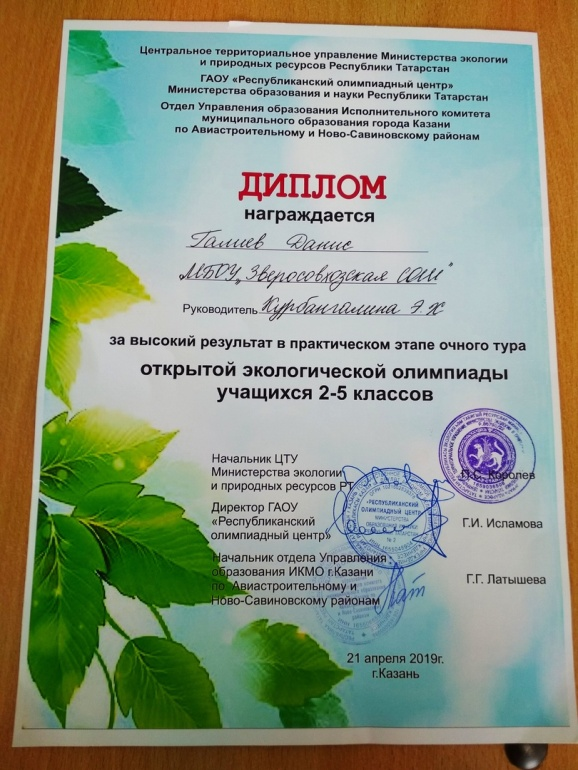 Центральное территориальное управление Министерства экологии
и природных ресурсов Республики Татарстан
ГАОУ «Республиканский олимпиадный центр»
Министерства образования и науки Республики Татарстан
Отдел Управления образования Исполнительного комитета
муниципального образования города Казани
по Авиастроительному и Ново-Савиновскому районам
ДИПЛОМ
награждается
Галиев Данис
МБОУ „Зверосовхозская СОШ"
Руководитель Курбангалина Э.Х
за высокий результат в практическом этапе очного тура
открытой экологической олимпиады
учащихся 2-5 классов
Начальник ЦТУ
Министерства экологии
и природных ресурсов РТ
П.С. Королев
Директор ГАОУ
«Республиканский
олимпиадный центр»
Г.И. Исламова
«РЕСПУБЛИКАНСКИЙ
ОЛИМПИАДНЫЙ ЦЕНТР»
Начальник отдела Управления
образования ИКМО г.Казани
по Авиастроительному и
Ново-Савиновскому районам
Г.Г. Латышева
21 апреля 2019г.
г.Казань